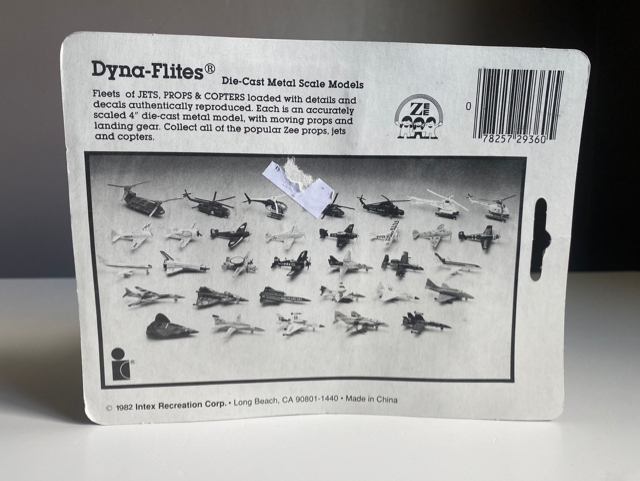 Dyna-Flites® Die-Cast Metal Scale Models
Fleets of JETS, PROPS & COPTERS loaded with details and
decals authentically reproduced. Each is an accurately
scaled 4" die-cast metal model, with moving props and
landing gear. Collect all of the popular Zee props, jets
and copters.
ZEE
0 78257 29360
© 1982 Intex Recreation Corp. • Long Beach, CA 90801-1440 • Made in China